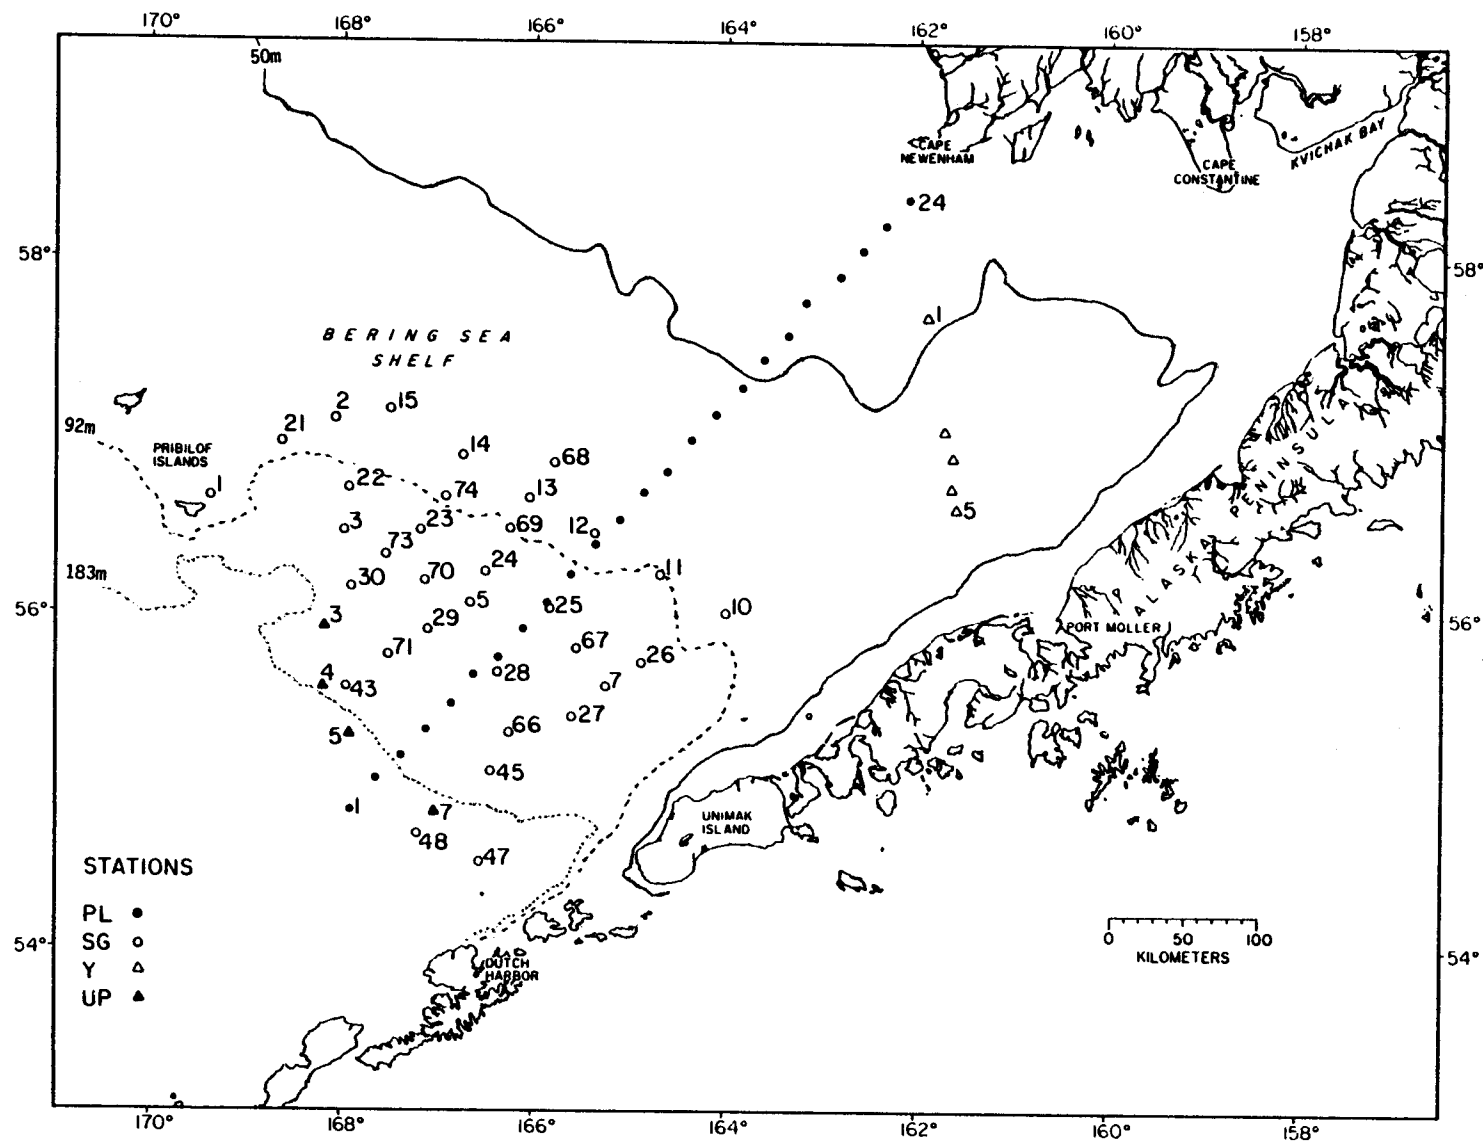 170° 168° 166° 164° 162° 160° 158°
50m
CAPE
NEWENHAM
CAPE
CONSTANTINE
KVICHAK BAY
24
58°
58°
1
BERING SEA
SHELF
2
15
21
92m
PRIBILOF
ISLANDS
14
68
1
22
74
13
5
3
23
69
12
73
24
183m
30
70
11
5
25
10
56°
3
29
56°
ALASKA PENINSULA
PORT MOLLER
71
67
26
4
43
28
7
27
5
66
45
1
7
48
47
UNIMAK
ISLAND
STATIONS
PL
SG
Y
UP
0 50 100
KILOMETERS
54°
54°
DUTCH
HARBOR
170° 168° 166° 164° 162° 160° 158°